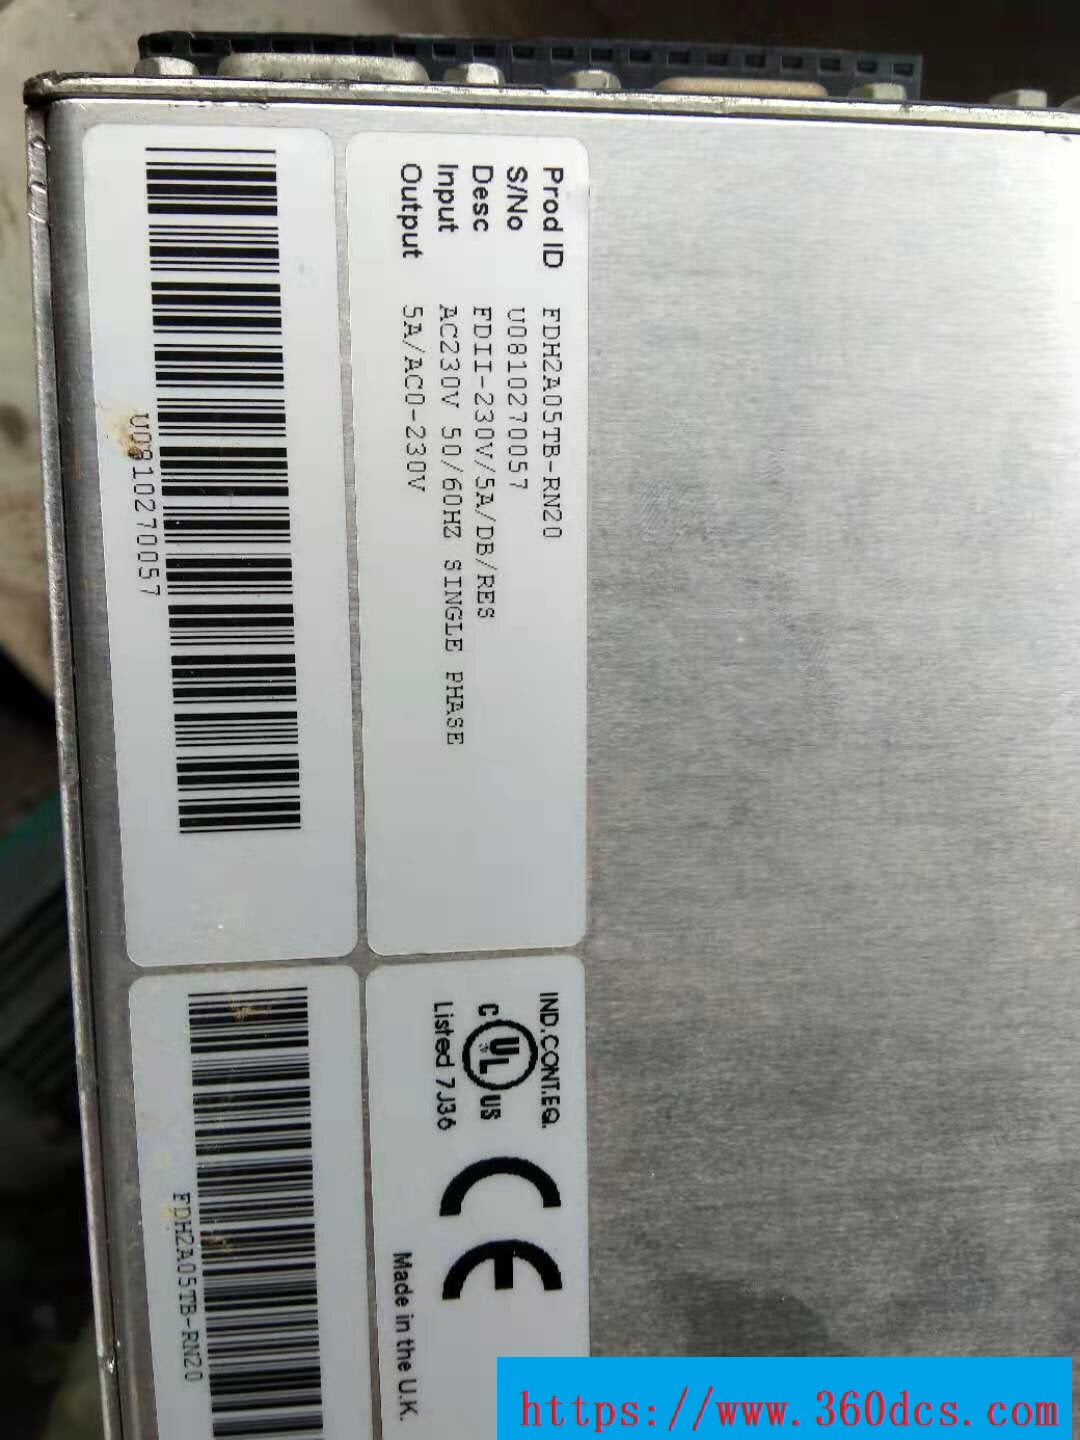 Prod ID FDH2A05TB-RN20
S/No U0810270057
Desc FDII-230V/5A/DB/RES
Input AC230V 50/60HZ SINGLE PHASE
Output 5A/AC0-230V
U0810270057
IND.CONT.EQ.
C UL US
Listed 7J36
CE
Made in the U.K.
FDH2A05TB-RN20
https://www.360dcs.com